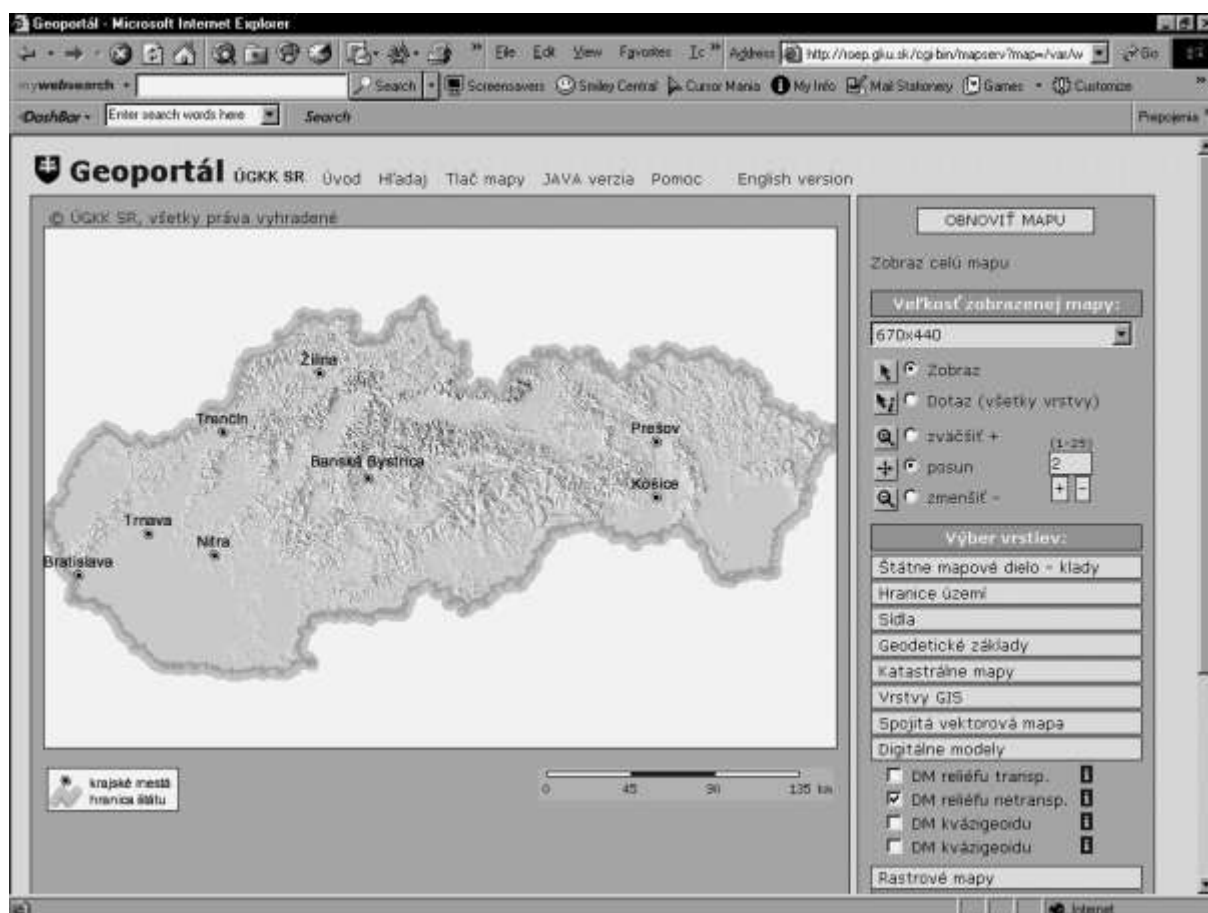 Geoportál - Microsoft Internet Explorer
File Edit View Favorites Address http://roep.gku.sk/cgi-bin/mapserv?map=/var/w Go
mywebsearch Search Screensavers Smiley Central Cursor Mania My Info Mail Stationery Games Customize
DashBar Enter search words here Search Prepojenia
Geoportál ÚGKK SR Úvod Hľadaj Tlač mapy JAVA verzia Pomoc English version
© ÚGKK SR, všetky práva vyhradené
Žilina
Trenčín
Prešov
Banská Bystrica
Košice
Trnava
Nitra
Bratislava
krajské mestá
hranica štátu
0 45 90 135 km
OBNOVIŤ MAPU
Zobraz celú mapu
Veľkosť zobrazenej mapy:
670x440
Zobraz
Dotaz (všetky vrstvy)
zväčšiť +
(1-25)
posun
2
zmenšiť -
+ -
Výber vrstiev:
Štátne mapové dielo - klady
Hranice území
Sídla
Geodetické základy
Katastrálne mapy
Vrstvy GIS
Spojitá vektorová mapa
Digitálne modely
DM reliéfu transp.
DM reliéfu netransp.
DM kvázigeoidu
DM kvázigeoidu
Rastrové mapy
Internet